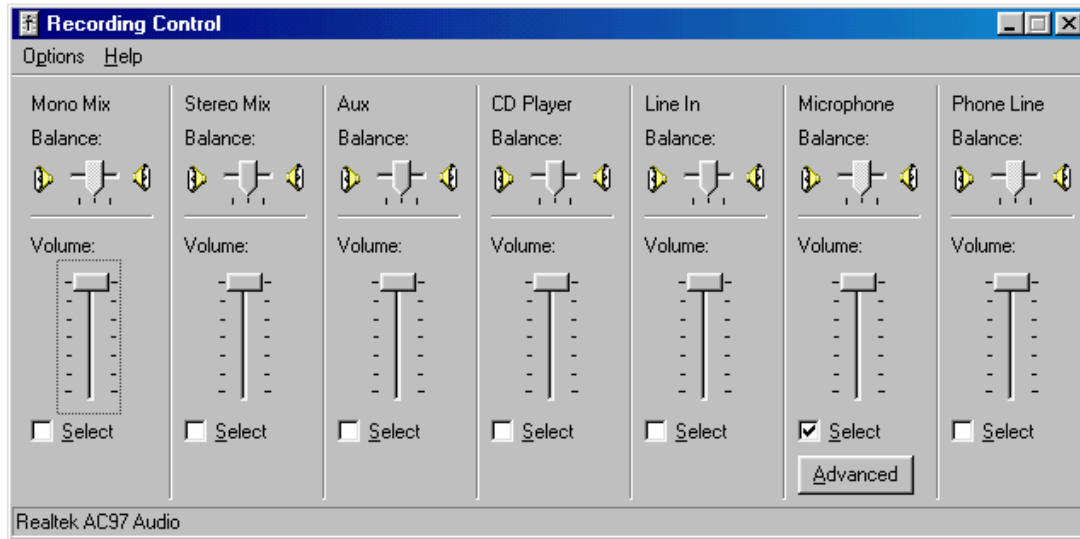 Recording Control
Options Help
Mono Mix Stereo Mix Aux CD Player Line In Microphone Phone Line
Balance: Balance: Balance: Balance: Balance: Balance: Balance:
Volume: Volume: Volume: Volume: Volume: Volume: Volume:
Select Select Select Select Select Select Select
Advanced
Realtek AC97 Audio